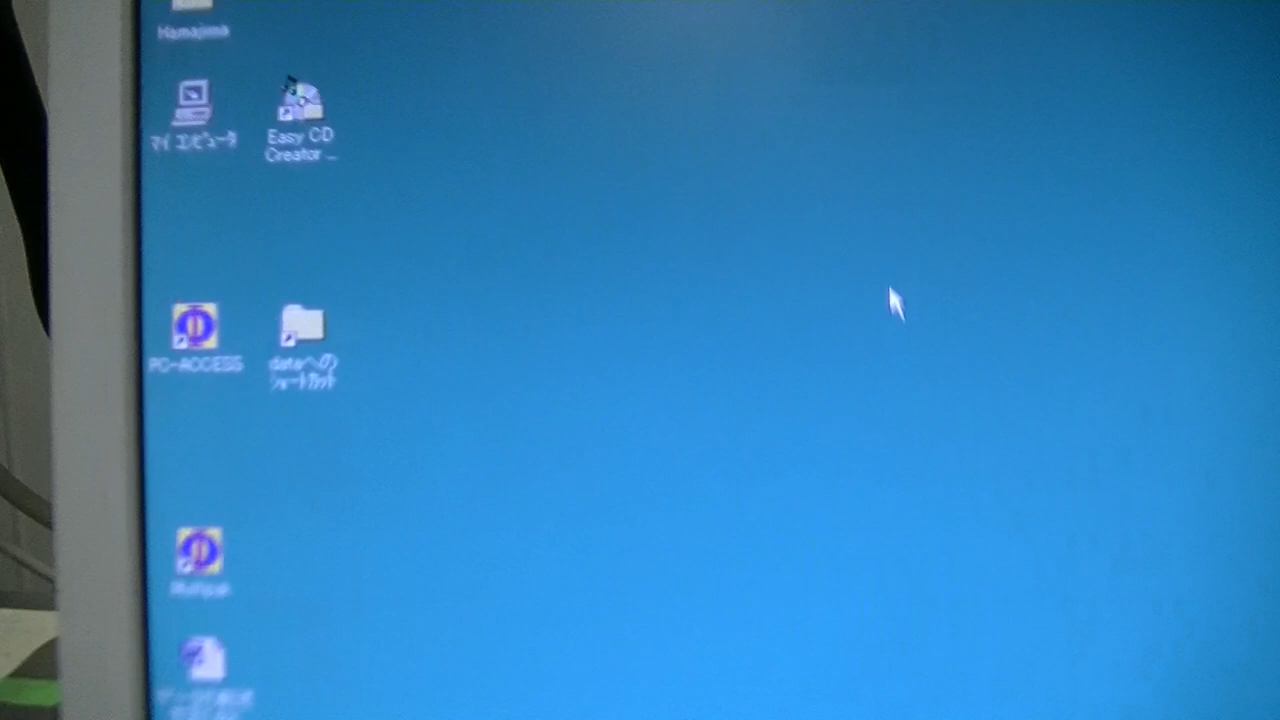 Hamajima
マイ コンピュータ
Easy CD
Creator ...
PC-ACCESS
dataへの
ショートカット